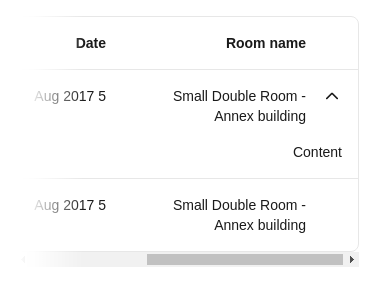 Date Room name
Aug 2017 5 Small Double Room -
Annex building
Content
Aug 2017 5 Small Double Room -
Annex building